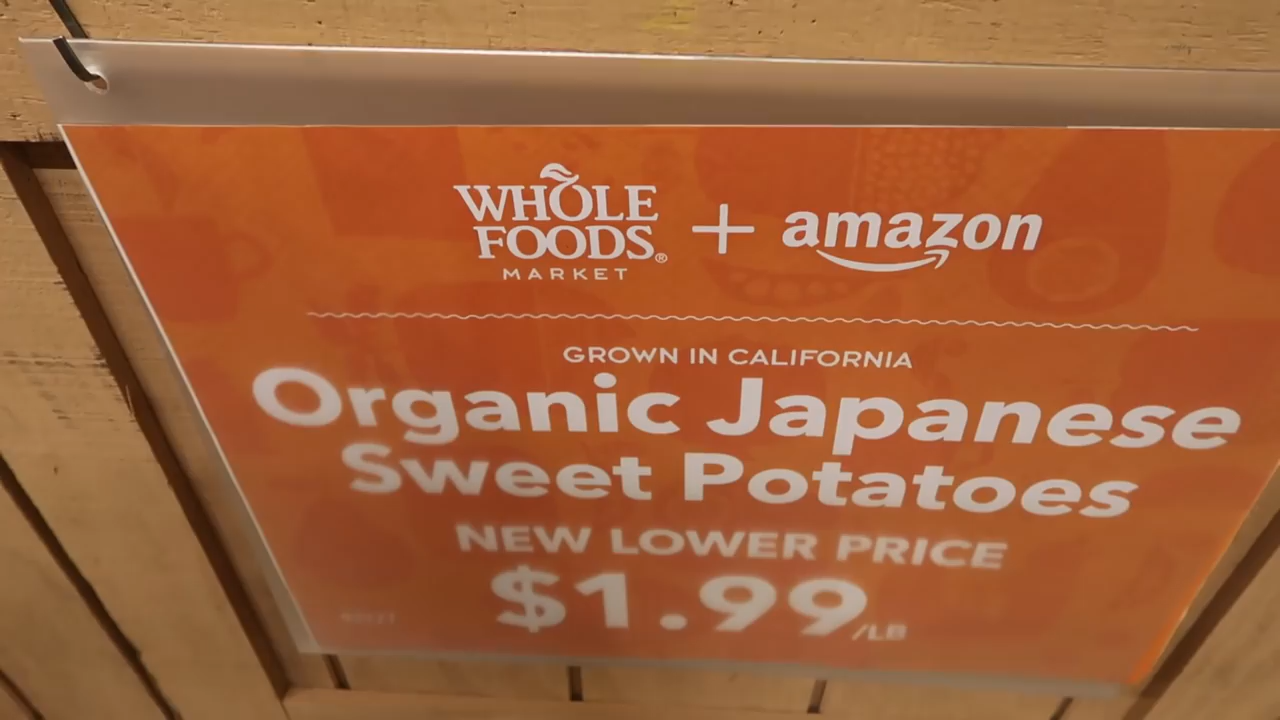 WHOLE
FOODS®
MARKET
+
amazon
GROWN IN CALIFORNIA
Organic Japanese
Sweet Potatoes
NEW LOWER PRICE
$1.99/LB